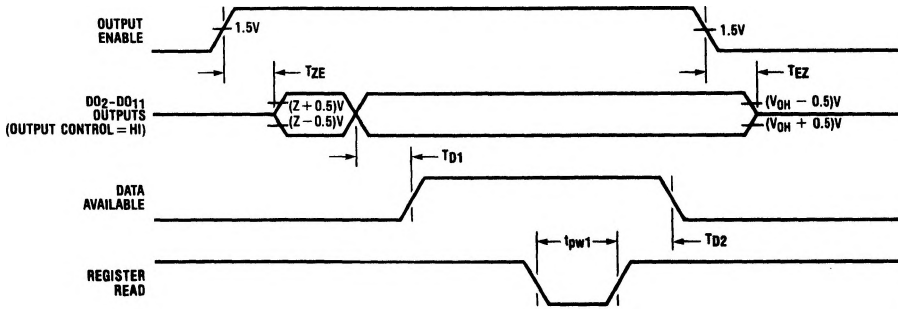 OUTPUT
ENABLE
1.5V
1.5V
TZE
TEZ
DO2-DO11
OUTPUTS
(OUTPUT CONTROL = HI)
(Z + 0.5)V
(Z − 0.5)V
(VOH − 0.5)V
(VOH + 0.5)V
TD1
DATA
AVAILABLE
TD2
tpw1
REGISTER
READ